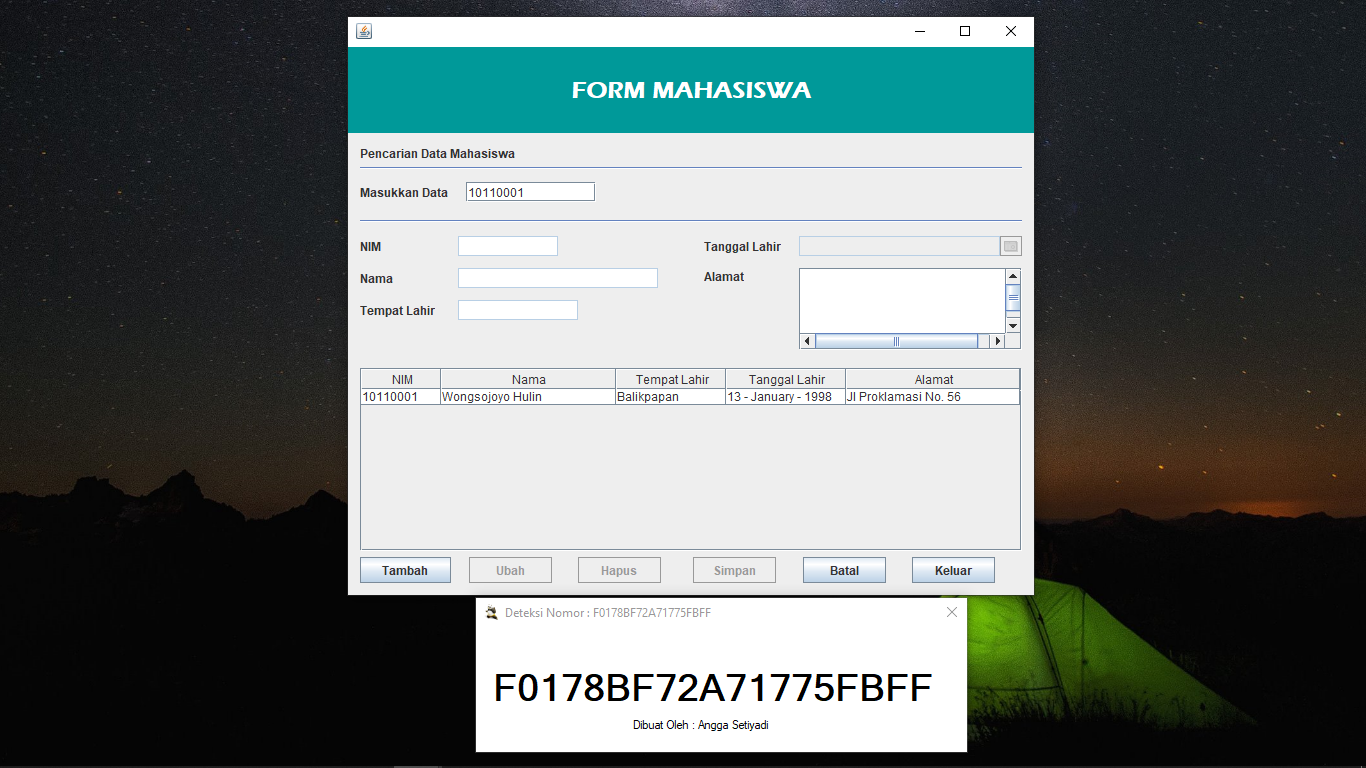 FORM MAHASISWA
Pencarian Data Mahasiswa
Masukkan Data 10110001
NIM Tanggal Lahir
Nama Alamat
Tempat Lahir
NIM Nama Tempat Lahir Tanggal Lahir Alamat
10110001 Wongsojoyo Hulin Balikpapan 13 - January - 1998 Jl Proklamasi No. 56
Tambah Ubah Hapus Simpan Batal Keluar
Deteksi Nomor : F0178BF72A71775FBFF
F0178BF72A71775FBFF
Dibuat Oleh : Angga Setiyadi